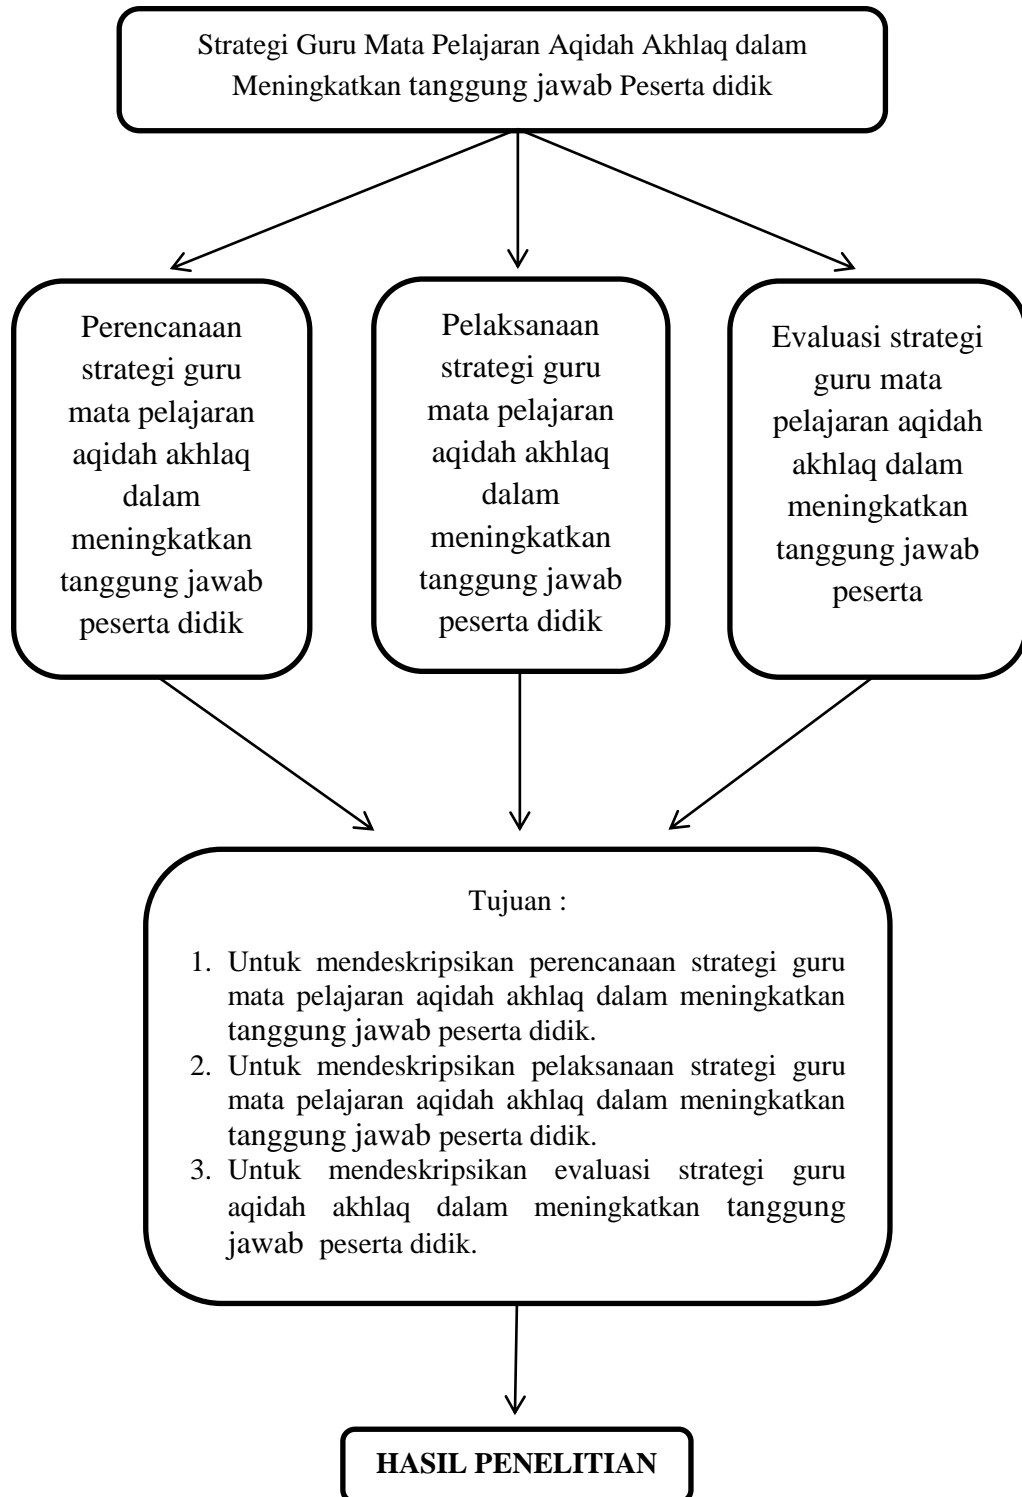 Strategi Guru Mata Pelajaran Aqidah Akhlaq dalam
Meningkatkan tanggung jawab Peserta didik
Perencanaan
strategi guru
mata pelajaran
aqidah akhlaq
dalam
meningkatkan
tanggung jawab
peserta didik
Pelaksanaan
strategi guru
mata pelajaran
aqidah akhlaq
dalam
meningkatkan
tanggung jawab
peserta didik
Evaluasi strategi
guru mata
pelajaran aqidah
akhlaq dalam
meningkatkan
tanggung jawab
peserta
Tujuan :
1. Untuk mendeskripsikan perencanaan strategi guru
mata pelajaran aqidah akhlaq dalam meningkatkan
tanggung jawab peserta didik.
2. Untuk mendeskripsikan pelaksanaan strategi guru
mata pelajaran aqidah akhlaq dalam meningkatkan
tanggung jawab peserta didik.
3. Untuk mendeskripsikan evaluasi strategi guru
aqidah akhlaq dalam meningkatkan tanggung
jawab peserta didik.
HASIL PENELITIAN